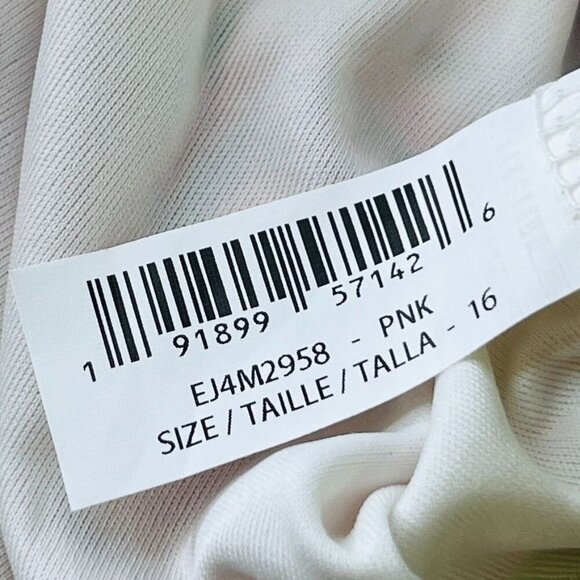 1 91899 57142 6
EJ4M2958 - PNK
SIZE / TAILLE / TALLA - 16